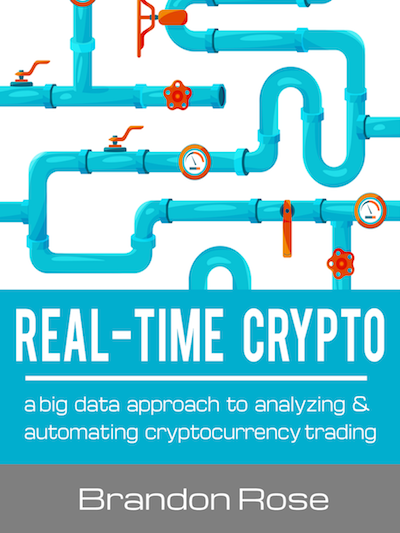 REAL-TIME CRYPTO
a big data approach to analyzing &
automating cryptocurrency trading
Brandon Rose